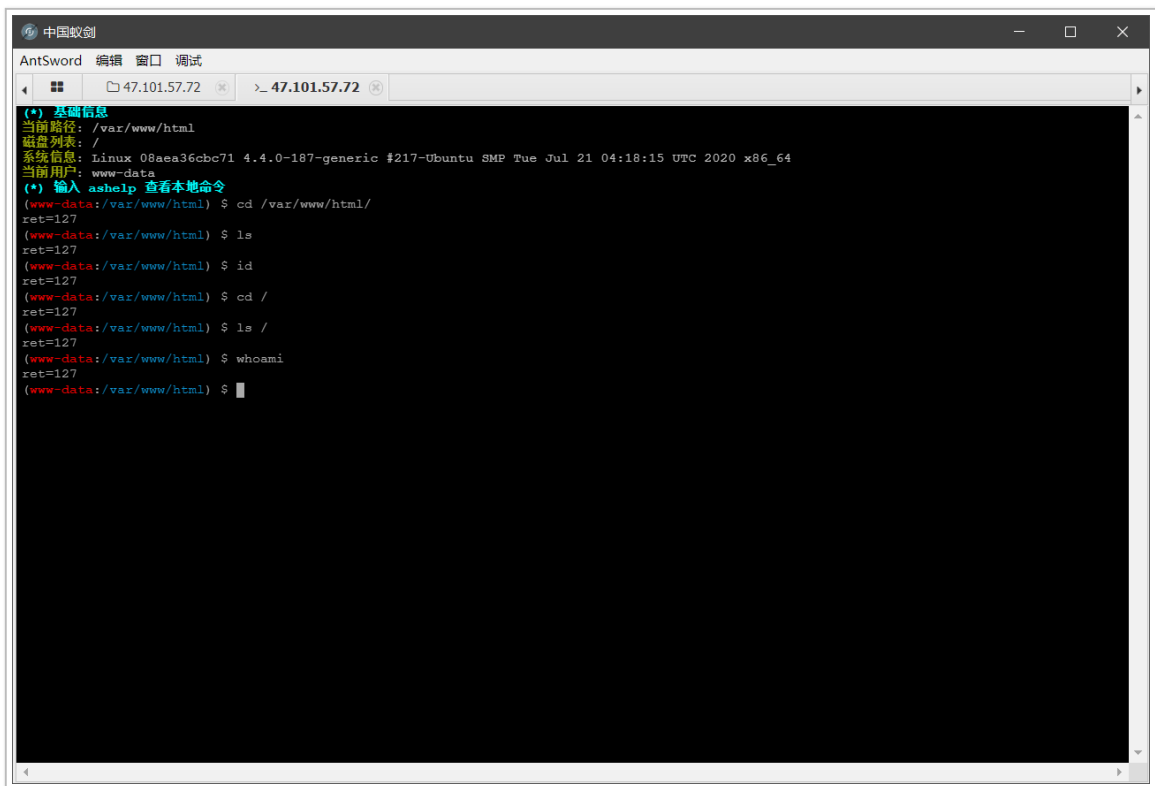 中国蚁剑
AntSword 编辑 窗口 调试
47.101.57.72 >_ 47.101.57.72
(*) 基础信息
当前路径: /var/www/html
磁盘列表: /
系统信息: Linux 08aea36cbc71 4.4.0-187-generic #217-Ubuntu SMP Tue Jul 21 04:18:15 UTC 2020 x86_64
当前用户: www-data
(*) 输入 ashelp 查看本地命令
(www-data:/var/www/html) $ cd /var/www/html/
ret=127
(www-data:/var/www/html) $ ls
ret=127
(www-data:/var/www/html) $ id
ret=127
(www-data:/var/www/html) $ cd /
ret=127
(www-data:/var/www/html) $ ls /
ret=127
(www-data:/var/www/html) $ whoami
ret=127
(www-data:/var/www/html) $